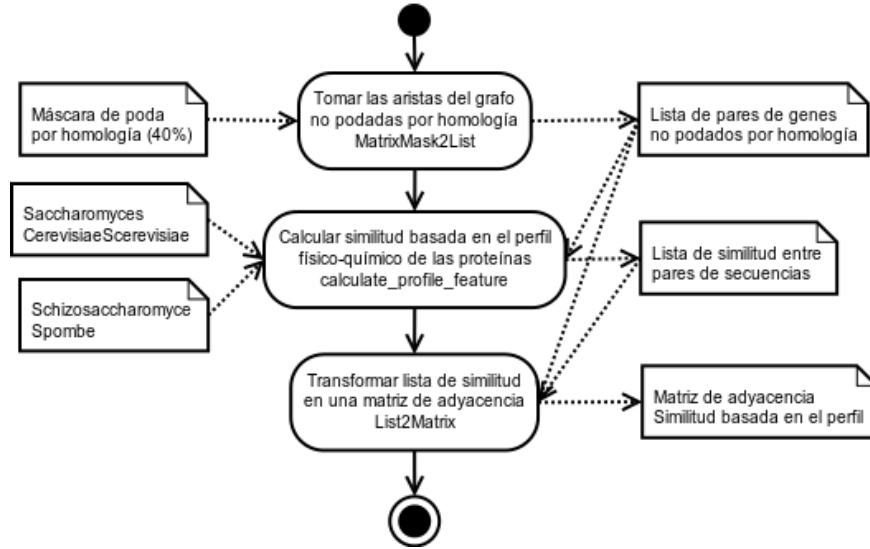 Máscara de poda
por homología (40%)
Tomar las aristas del grafo
no podadas por homología
MatrixMask2List
Lista de pares de genes
no podados por homología
Saccharomyces
CerevisiaeScerevisiae
Schizosaccharomyce
Spombe
Calcular similitud basada en el perfil
físico-químico de las proteínas
calculate_profile_feature
Lista de similitud entre
pares de secuencias
Transformar lista de similitud
en una matriz de adyacencia
List2Matrix
Matriz de adyacencia
Similitud basada en el perfil